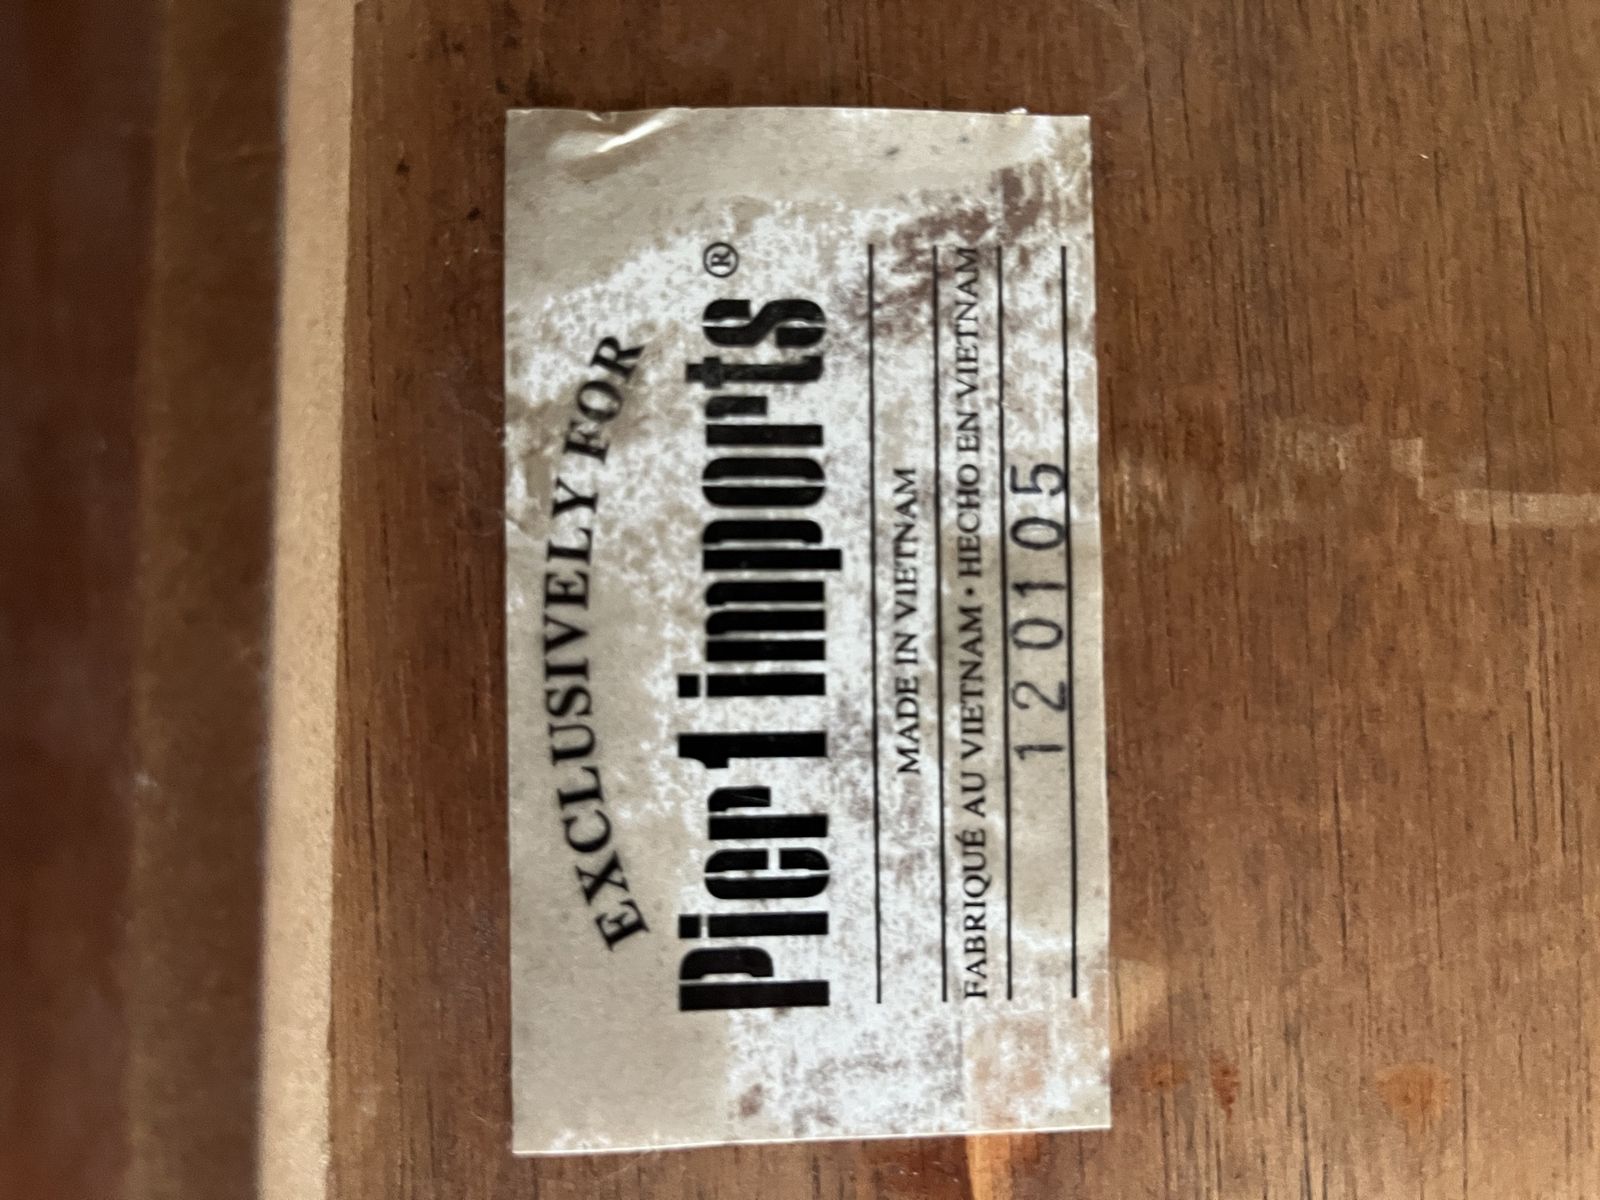 EXCLUSIVELY FOR
Pier 1 imports®
MADE IN VIETNAM
FABRIQUÉ AU VIETNAM • HECHO EN VIETNAM
120105